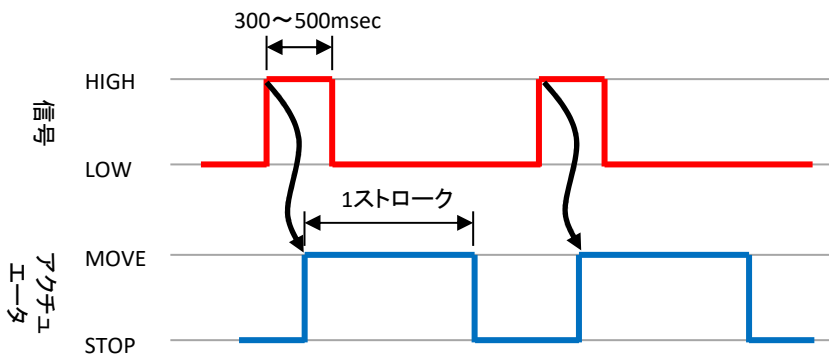 300～500msec
HIGH
信号
LOW
1ストローク
MOVE
アクチュ
エータ
STOP